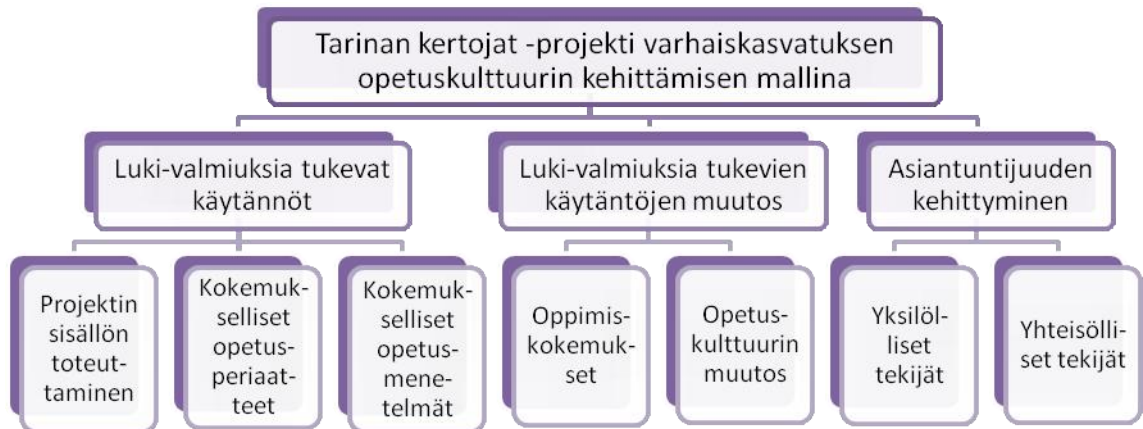 Tarinan kertojat -projekti varhaiskasvatuksen
opetuskulttuurin kehittämisen mallina
Luki-valmiuksia tukevat
käytännöt
Luki-valmiuksia tukevien
käytäntöjen muutos
Asiantuntijuuden
kehittyminen
Projektin
sisällön
toteut-
taminen
Kokemuk-
selliset
opetus-
periaat-
teet
Kokemuk-
selliset
opetus-
mene-
telmät
Oppimis-
kokemuk-
set
Opetus-
kulttuurin
muutos
Yksilöl-
liset
tekijät
Yhteisölli-
set tekijät